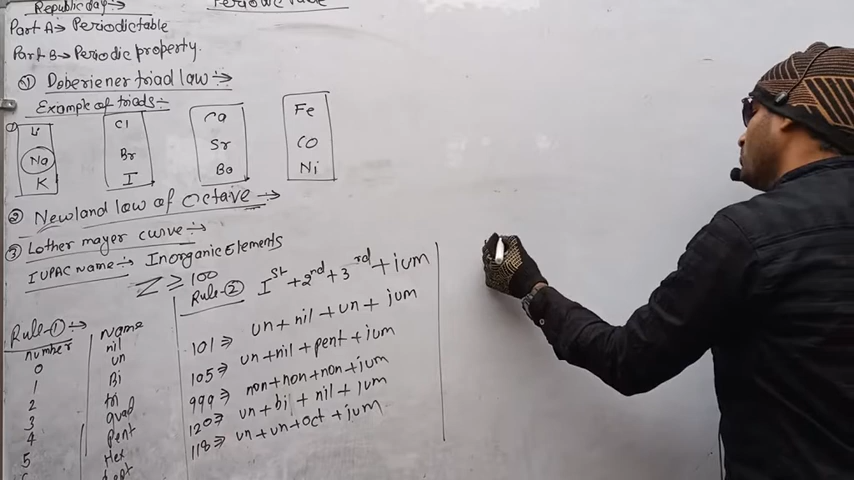 Republic day →
Periodic table
Part A → Periodic table
Part B → Periodic property.
① Doberiener triad law ⇒
Example of triads ÷
① Li
Na
K
Cl
Br
I
Ca
Sr
Ba
Fe
CO
Ni
② Newland law of Octave →
③ Lother mayer curve →
IUPAC name → Inorganic Elements
Z ≥ 100
Rule-① →
number Name
0 nil
1 un
2 Bi
3 tri
4 quad
5 Pent
Hex
Rule-② Ist + 2nd + 3rd + ium
101 ⇒ un + nil + un + ium
105 ⇒ un + nil + pent + ium
999 ⇒ non + non + non + ium
120 ⇒ un + bi + nil + ium
118 ⇒ un + un + oct + ium